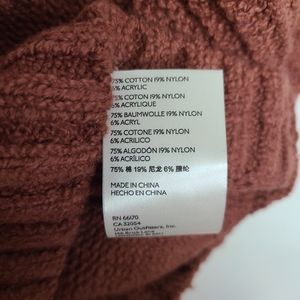 75% COTTON 19% NYLON
6% ACRYLIC
75% COTON 19% NYLON
6% ACRYLIQUE
75% BAUMWOLLE 19% NYLON
6% ACRYL
75% COTONE 19% NYLON
6% ACRILICO
75% ALGODÓN 19% NYLON
6% ACRÍLICO
75% 棉 19% 尼龙 6% 腈纶
MADE IN CHINA
HECHO EN CHINA
RN 66170
CA 32054
Urban Outfitters, Inc.